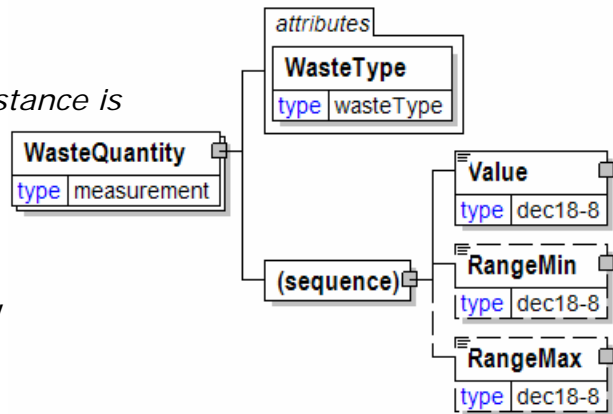 attributes
WasteType
type wasteType
stance is
WasteQuantity
type measurement
Value
type dec18-8
(sequence)
RangeMin
type dec18-8
RangeMax
type dec18-8